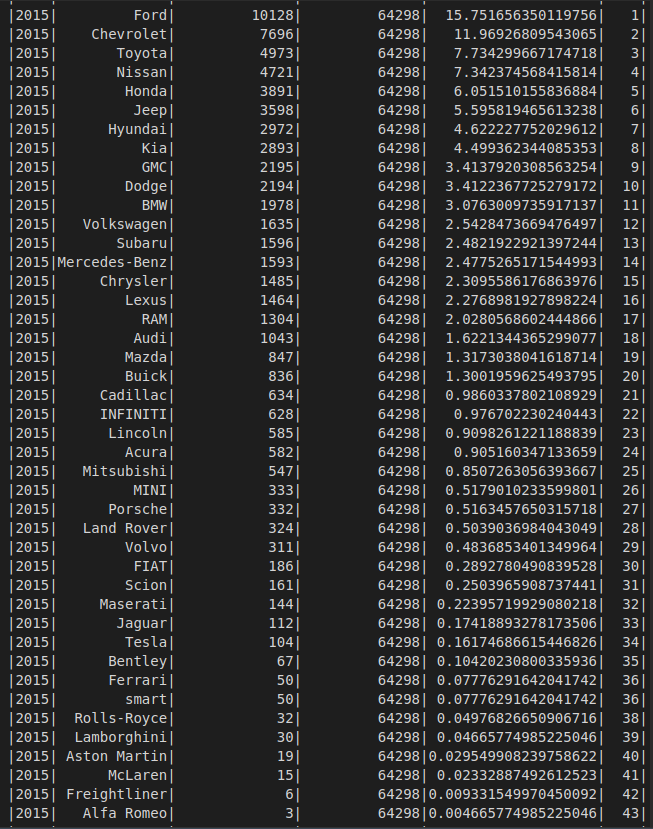 |2015|         Ford|         10128|         64298|  15.751656350119756|  1|
|2015|    Chevrolet|          7696|         64298|   11.96926809543065|  2|
|2015|       Toyota|          4973|         64298|   7.734299667174718|  3|
|2015|       Nissan|          4721|         64298|   7.342374568415814|  4|
|2015|        Honda|          3891|         64298|   6.051510155836884|  5|
|2015|         Jeep|          3598|         64298|   5.595819465613238|  6|
|2015|      Hyundai|          2972|         64298|   4.622227752029612|  7|
|2015|          Kia|          2893|         64298|   4.499362344085353|  8|
|2015|          GMC|          2195|         64298|  3.4137920308563254|  9|
|2015|        Dodge|          2194|         64298|  3.4122367725279172| 10|
|2015|          BMW|          1978|         64298|  3.0763009735917137| 11|
|2015|   Volkswagen|          1635|         64298|  2.5428473669476497| 12|
|2015|       Subaru|          1596|         64298|  2.4821922921397244| 13|
|2015|Mercedes-Benz|          1593|         64298|  2.4775265171544993| 14|
|2015|     Chrysler|          1485|         64298|  2.3095586176863976| 15|
|2015|        Lexus|          1464|         64298|  2.2768981927898224| 16|
|2015|          RAM|          1304|         64298|  2.0280568602444866| 17|
|2015|         Audi|          1043|         64298|  1.6221344365299077| 18|
|2015|        Mazda|           847|         64298|  1.3173038041618714| 19|
|2015|        Buick|           836|         64298|  1.3001959625493795| 20|
|2015|     Cadillac|           634|         64298|  0.9860337802108929| 21|
|2015|     INFINITI|           628|         64298|   0.976702230240443| 22|
|2015|      Lincoln|           585|         64298|  0.9098261221188839| 23|
|2015|        Acura|           582|         64298|   0.905160347133659| 24|
|2015|   Mitsubishi|           547|         64298|  0.8507263056393667| 25|
|2015|         MINI|           333|         64298|  0.5179010233599801| 26|
|2015|      Porsche|           332|         64298|  0.5163457650315718| 27|
|2015|   Land Rover|           324|         64298|  0.5039036984043049| 28|
|2015|        Volvo|           311|         64298|  0.4836853401349964| 29|
|2015|         FIAT|           186|         64298|  0.2892780490839528| 30|
|2015|        Scion|           161|         64298|  0.2503965908737441| 31|
|2015|     Maserati|           144|         64298| 0.22395719929080218| 32|
|2015|       Jaguar|           112|         64298| 0.17418893278173506| 33|
|2015|        Tesla|           104|         64298| 0.16174686615446826| 34|
|2015|      Bentley|            67|         64298| 0.10420230800335936| 35|
|2015|      Ferrari|            50|         64298| 0.07776291642041742| 36|
|2015|        smart|            50|         64298| 0.07776291642041742| 36|
|2015|  Rolls-Royce|            32|         64298| 0.04976826650906716| 38|
|2015|  Lamborghini|            30|         64298| 0.04665774985225046| 39|
|2015| Aston Martin|            19|         64298|0.029549908239758622| 40|
|2015|      McLaren|            15|         64298| 0.02332887492612523| 41|
|2015| Freightliner|             6|         64298|0.009331549970450092| 42|
|2015|   Alfa Romeo|             3|         64298|0.004665774985225046| 43|